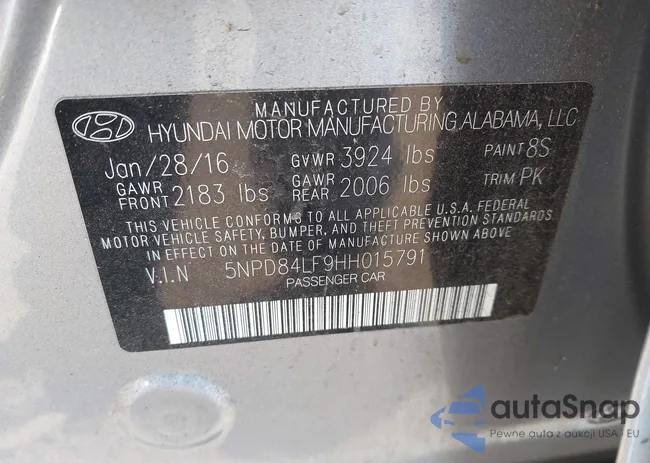 MANUFACTURED BY
HYUNDAI MOTOR MANUFACTURING ALABAMA, LLC
Jan/28/16 GVWR 3924 lbs PAINT 8S
GAWR FRONT 2183 lbs GAWR REAR 2006 lbs TRIM PK
THIS VEHICLE CONFORMS TO ALL APPLICABLE U.S.A. FEDERAL
MOTOR VEHICLE SAFETY, BUMPER, AND THEFT PREVENTION STANDARDS
IN EFFECT ON THE DATE OF MANUFACTURE SHOWN ABOVE.
V.I.N 5NPD84LF9HH015791
PASSENGER CAR
autaSnap
Pewne auta z aukcji USA - EU